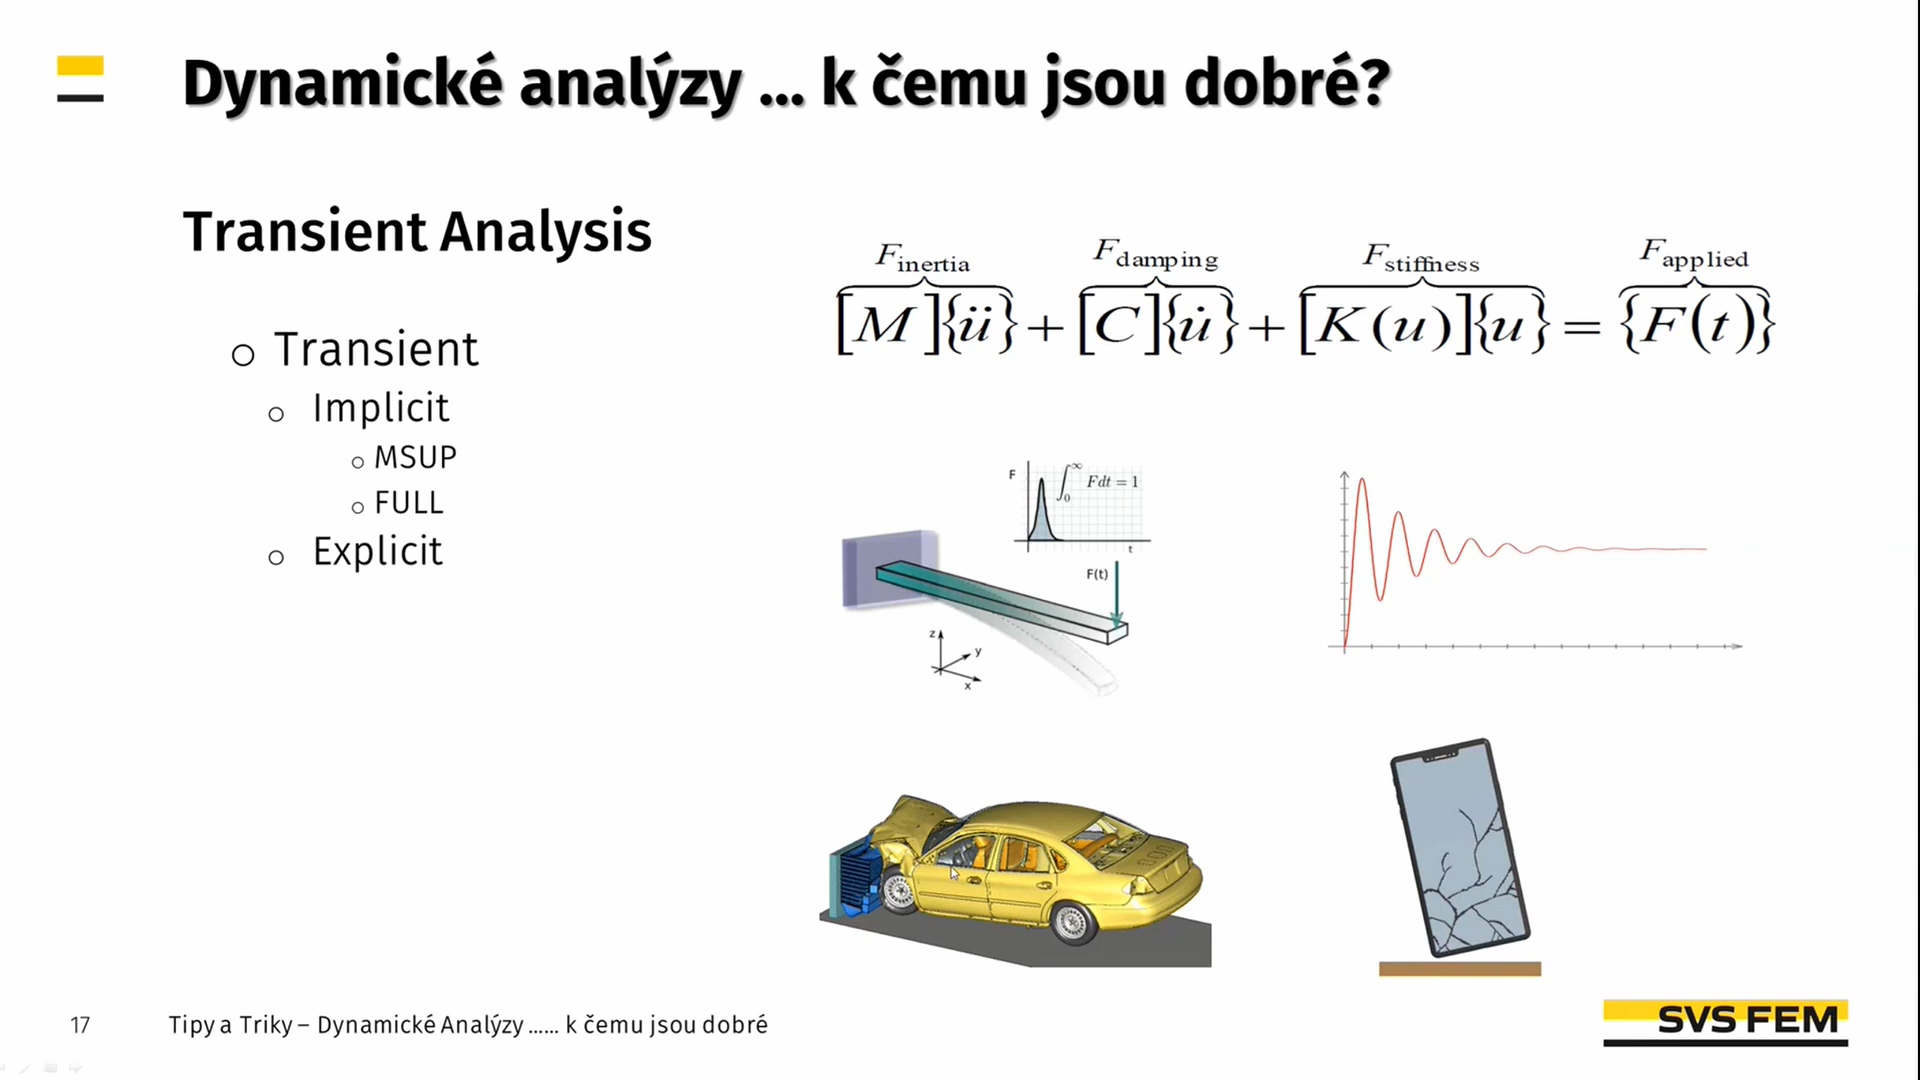 Dynamické analýzy ... k čemu jsou dobré?
Transient Analysis
Transient
Implicit
MSUP
FULL
Explicit
F_inertia F_damping F_stiffness F_applied
[M]{ü} + [C]{u̇} + [K(u)]{u} = {F(t)}
F ∫_0^∞ Fdt = 1
t
F(t)
z
y
x
17 Tipy a Triky – Dynamické Analýzy …… k čemu jsou dobré
SVS FEM